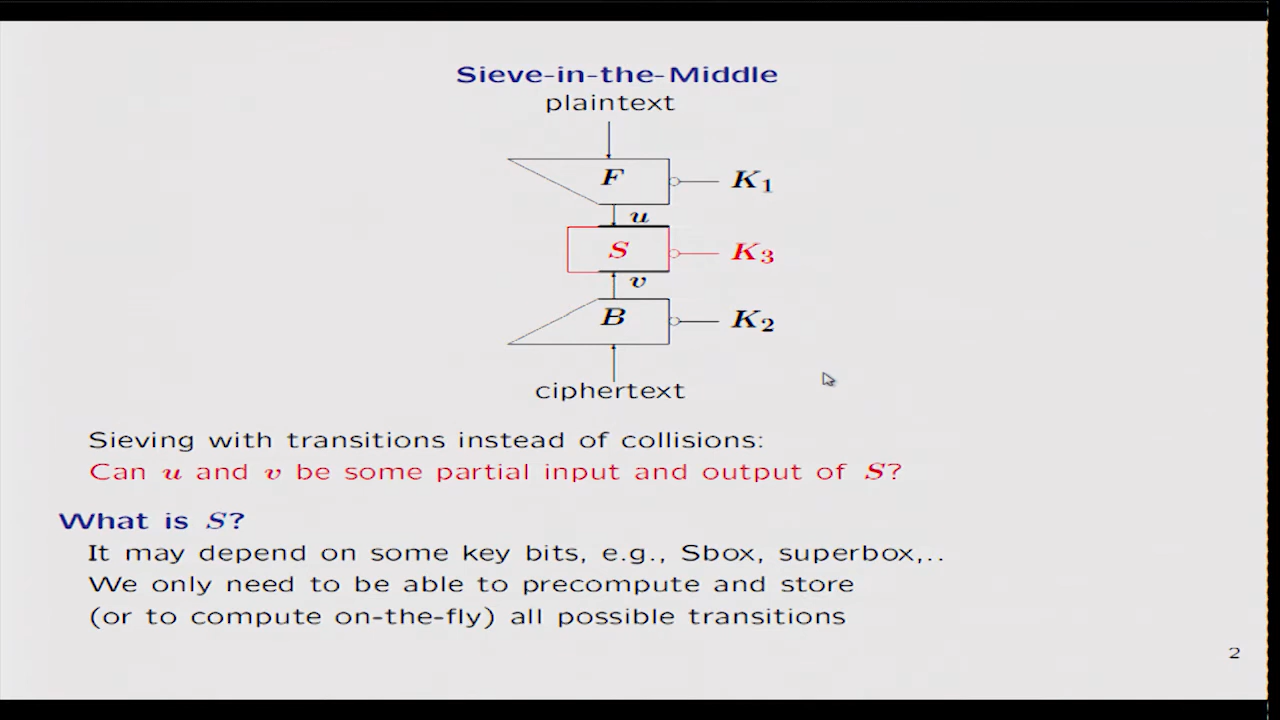 Sieve-in-the-Middle
plaintext
F
K1
u
S
K3
v
B
K2
ciphertext
Sieving with transitions instead of collisions:
Can u and v be some partial input and output of S?
What is S?
It may depend on some key bits, e.g., Sbox, superbox,..
We only need to be able to precompute and store
(or to compute on-the-fly) all possible transitions
2